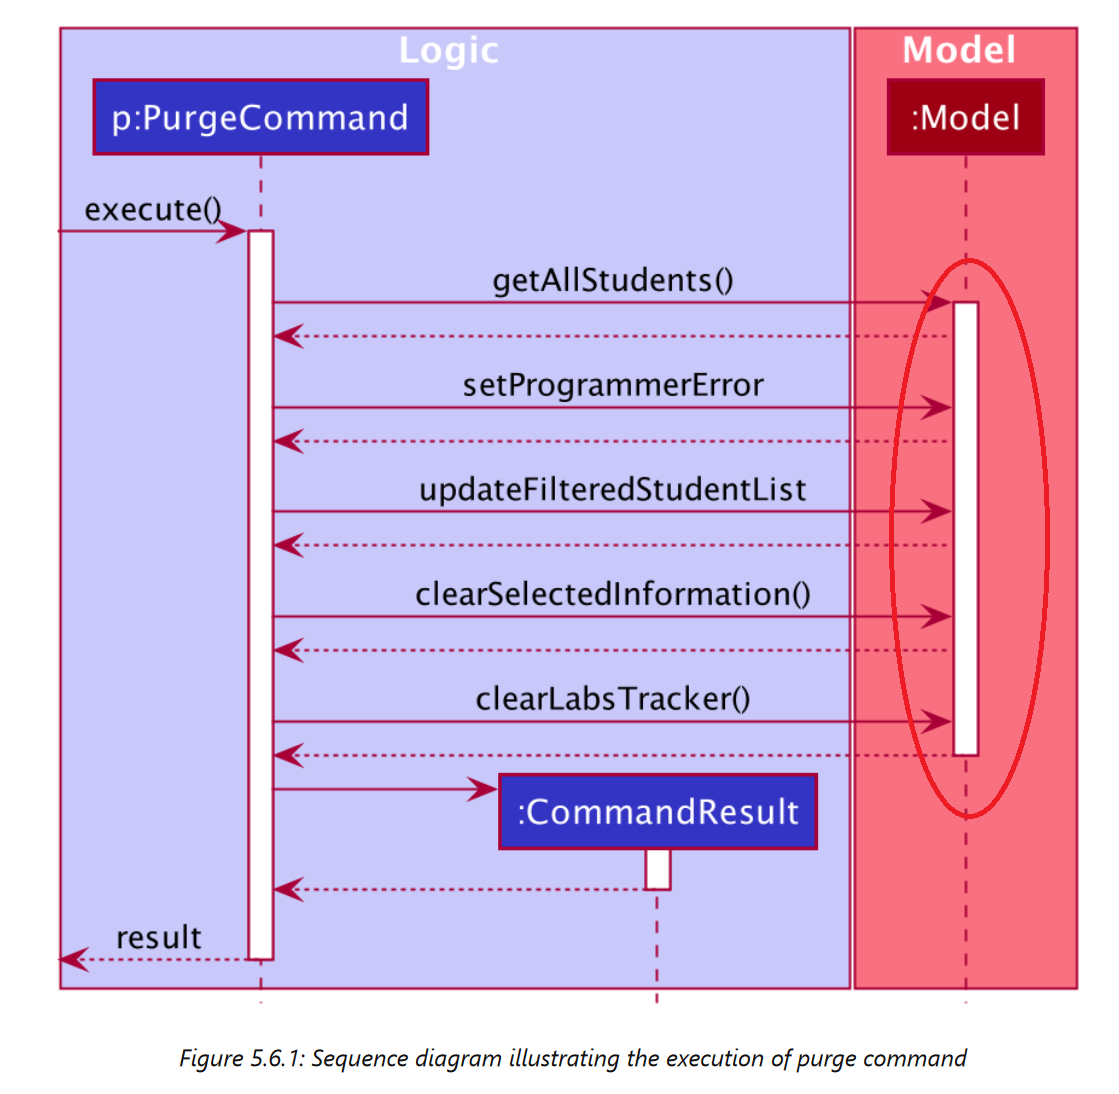 Logic
Model
p:PurgeCommand
:Model
execute()
getAllStudents()
setProgrammerError
updateFilteredStudentList
clearSelectedInformation()
clearLabsTracker()
:CommandResult
result
Figure 5.6.1: Sequence diagram illustrating the execution of purge command